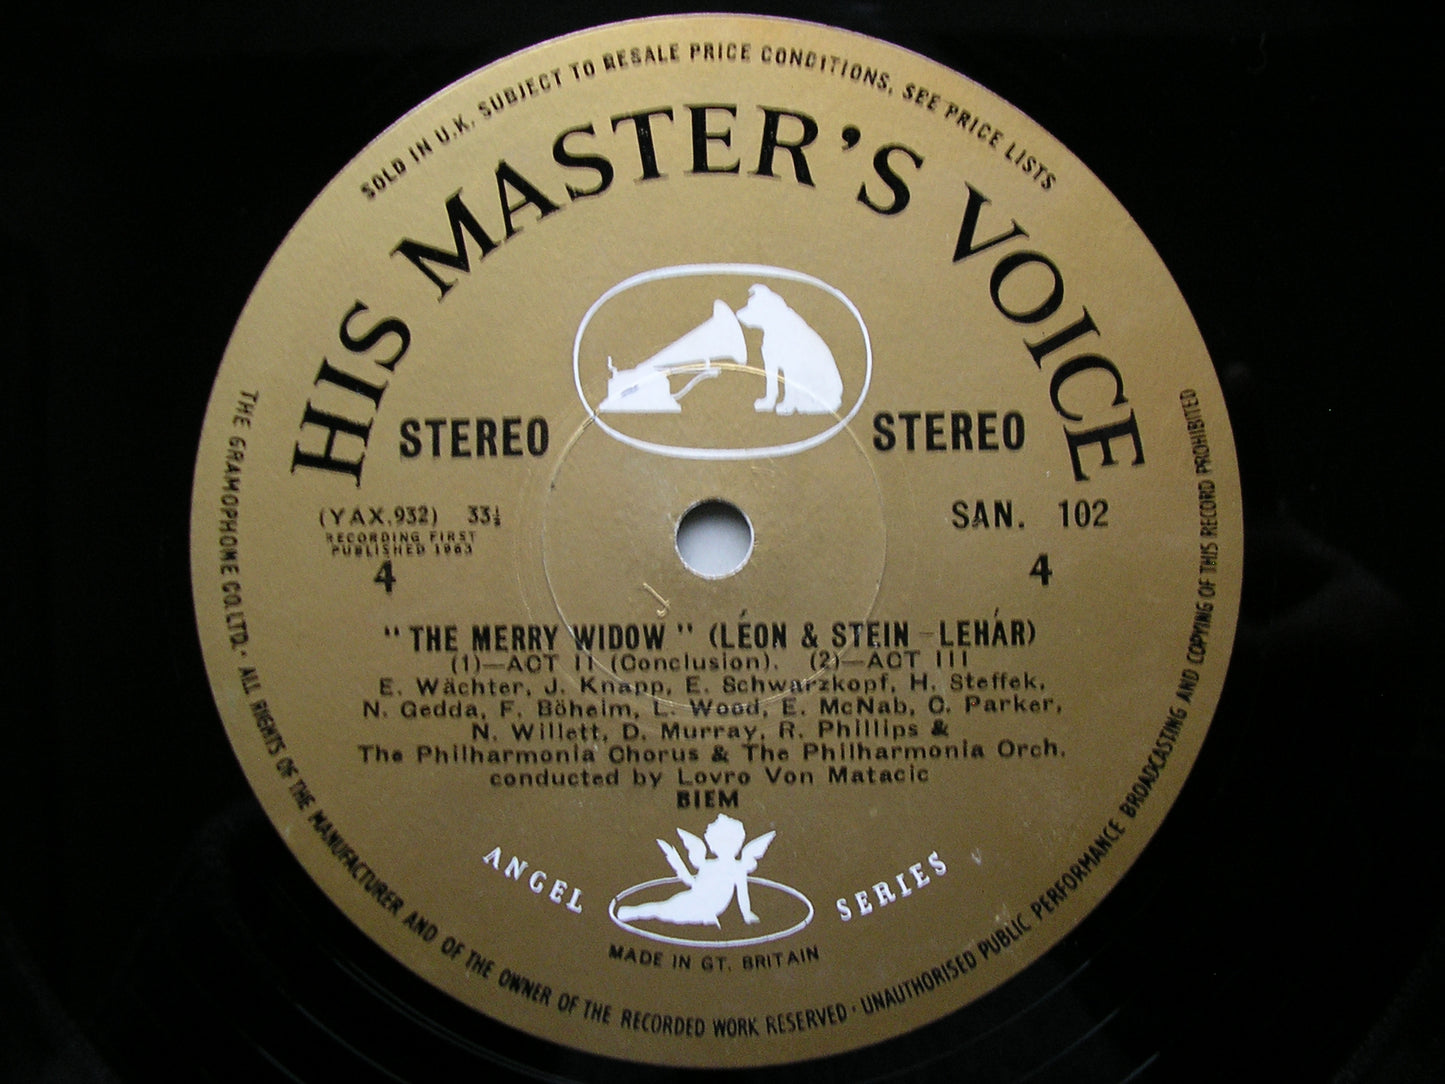 SOLD IN U.K. SUBJECT TO RESALE PRICE CONDITIONS, SEE PRICE LISTS
HIS MASTER'S VOICE
STEREO STEREO
(YAX.932) 33⅓ SAN. 102
RECORDING FIRST
PUBLISHED 1963
4 4
"THE MERRY WIDOW" (LÉON & STEIN - LEHÁR)
(1)—ACT II (Conclusion). (2)—ACT III
E. Wächter, J. Knapp, E. Schwarzkopf, H. Steffek,
N. Gedda, F. Böheim, L. Wood, E. McNab, C. Parker,
N. Willett, D. Murray, R. Phillips &
The Philharmonia Chorus & The Philharmonia Orch.
conducted by Lovro Von Matacic
BIEM
ANGEL SERIES
MADE IN GT. BRITAIN
THE GRAMOPHONE CO. LTD. · ALL RIGHTS OF THE MANUFACTURER AND OF THE OWNER OF THE RECORDED WORK RESERVED · UNAUTHORISED PUBLIC PERFORMANCE BROADCASTING AND COPYING OF THIS RECORD PROHIBITED